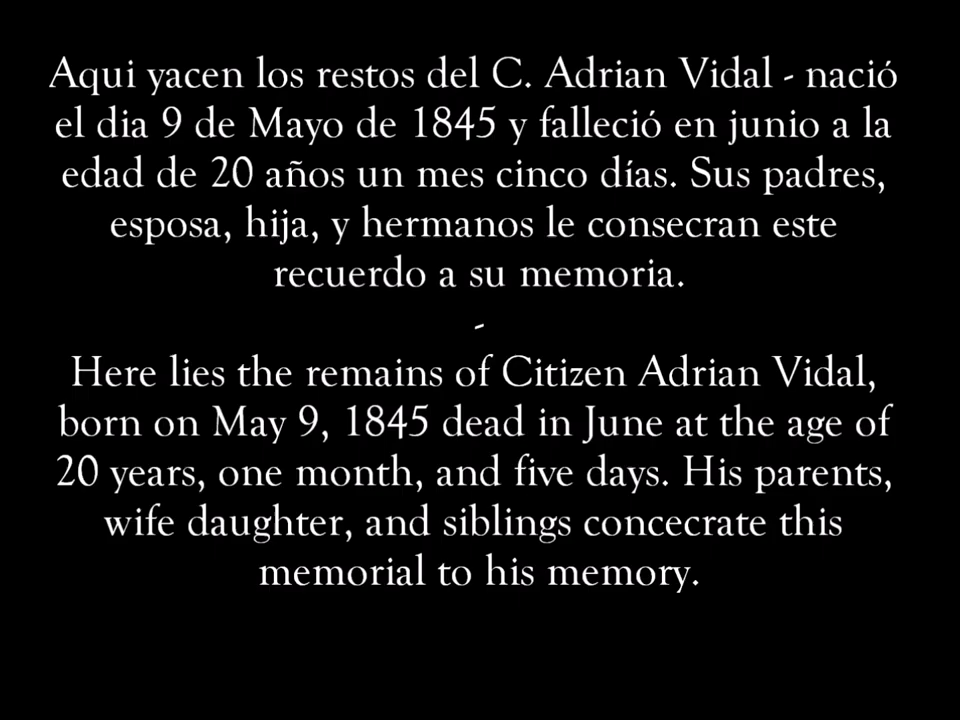 Aqui yacen los restos del C. Adrian Vidal - nació
el dia 9 de Mayo de 1845 y falleció en junio a la
edad de 20 años un mes cinco días. Sus padres,
esposa, hija, y hermanos le consecran este
recuerdo a su memoria.
-
Here lies the remains of Citizen Adrian Vidal,
born on May 9, 1845 dead in June at the age of
20 years, one month, and five days. His parents,
wife daughter, and siblings concecrate this
memorial to his memory.